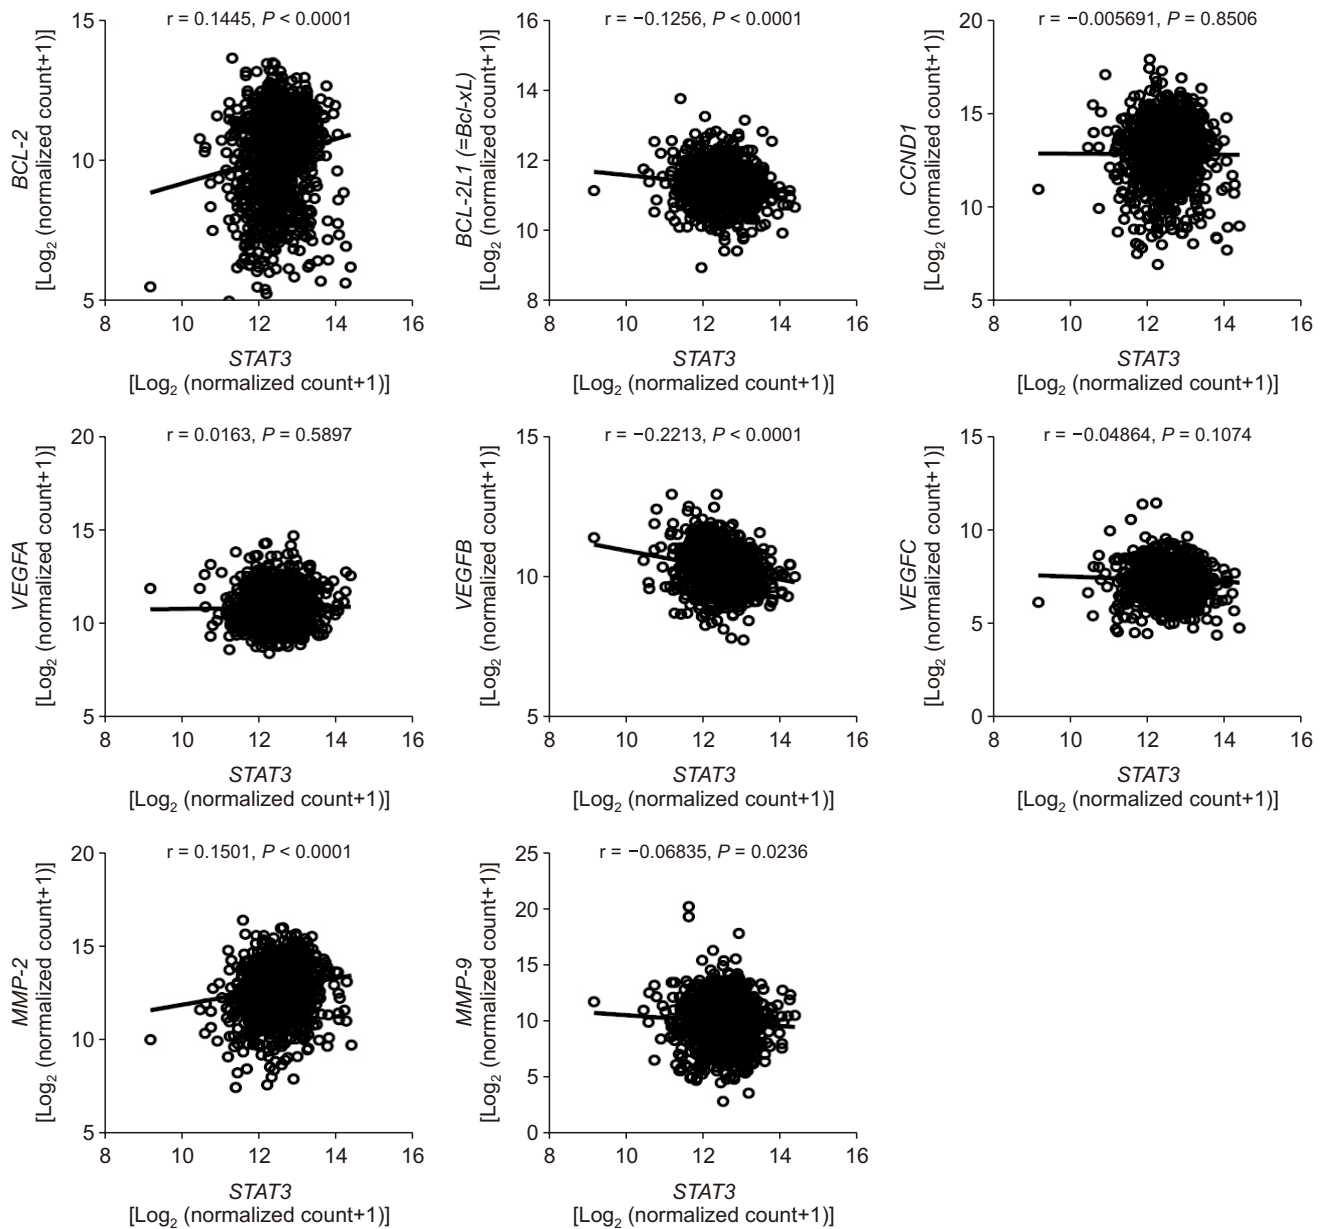 r = 0.1445, P < 0.0001
BCL-2
[Log2 (normalized count+1)]
15
10
5
8 10 12 14 16
STAT3
[Log2 (normalized count+1)]
r = −0.1256, P < 0.0001
BCL-2L1 (=Bcl-xL)
[Log2 (normalized count+1)]
16
14
12
10
8
8 10 12 14 16
STAT3
[Log2 (normalized count+1)]
r = −0.005691, P = 0.8506
CCND1
[Log2 (normalized count+1)]
20
15
10
5
8 10 12 14 16
STAT3
[Log2 (normalized count+1)]
r = 0.0163, P = 0.5897
VEGFA
[Log2 (normalized count+1)]
20
15
10
5
8 10 12 14 16
STAT3
[Log2 (normalized count+1)]
r = −0.2213, P < 0.0001
VEGFB
[Log2 (normalized count+1)]
15
10
5
8 10 12 14 16
STAT3
[Log2 (normalized count+1)]
r = −0.04864, P = 0.1074
VEGFC
[Log2 (normalized count+1)]
15
10
5
0
8 10 12 14 16
STAT3
[Log2 (normalized count+1)]
r = 0.1501, P < 0.0001
MMP-2
[Log2 (normalized count+1)]
20
15
10
5
8 10 12 14 16
STAT3
[Log2 (normalized count+1)]
r = −0.06835, P = 0.0236
MMP-9
[Log2 (normalized count+1)]
25
20
15
10
5
0
8 10 12 14 16
STAT3
[Log2 (normalized count+1)]